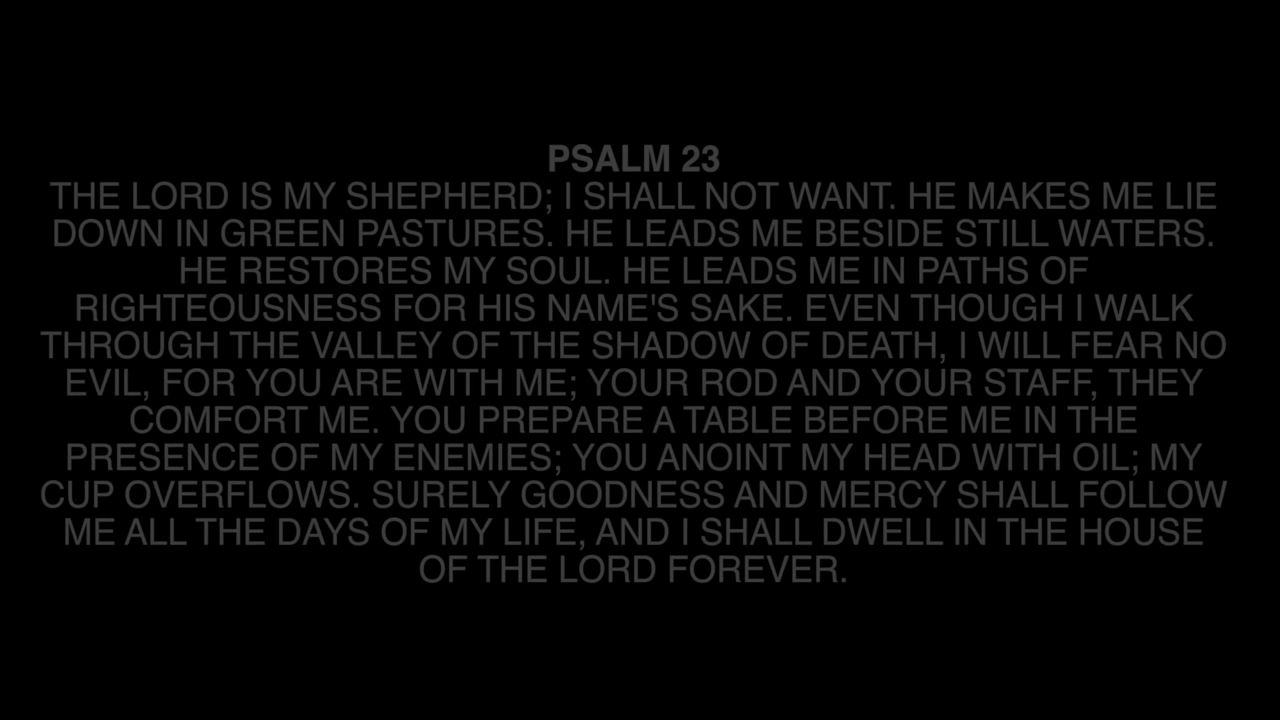 PSALM 23
THE LORD IS MY SHEPHERD; I SHALL NOT WANT. HE MAKES ME LIE
DOWN IN GREEN PASTURES. HE LEADS ME BESIDE STILL WATERS.
HE RESTORES MY SOUL. HE LEADS ME IN PATHS OF
RIGHTEOUSNESS FOR HIS NAME'S SAKE. EVEN THOUGH I WALK
THROUGH THE VALLEY OF THE SHADOW OF DEATH, I WILL FEAR NO
EVIL, FOR YOU ARE WITH ME; YOUR ROD AND YOUR STAFF, THEY
COMFORT ME. YOU PREPARE A TABLE BEFORE ME IN THE
PRESENCE OF MY ENEMIES; YOU ANOINT MY HEAD WITH OIL; MY
CUP OVERFLOWS. SURELY GOODNESS AND MERCY SHALL FOLLOW
ME ALL THE DAYS OF MY LIFE, AND I SHALL DWELL IN THE HOUSE
OF THE LORD FOREVER.